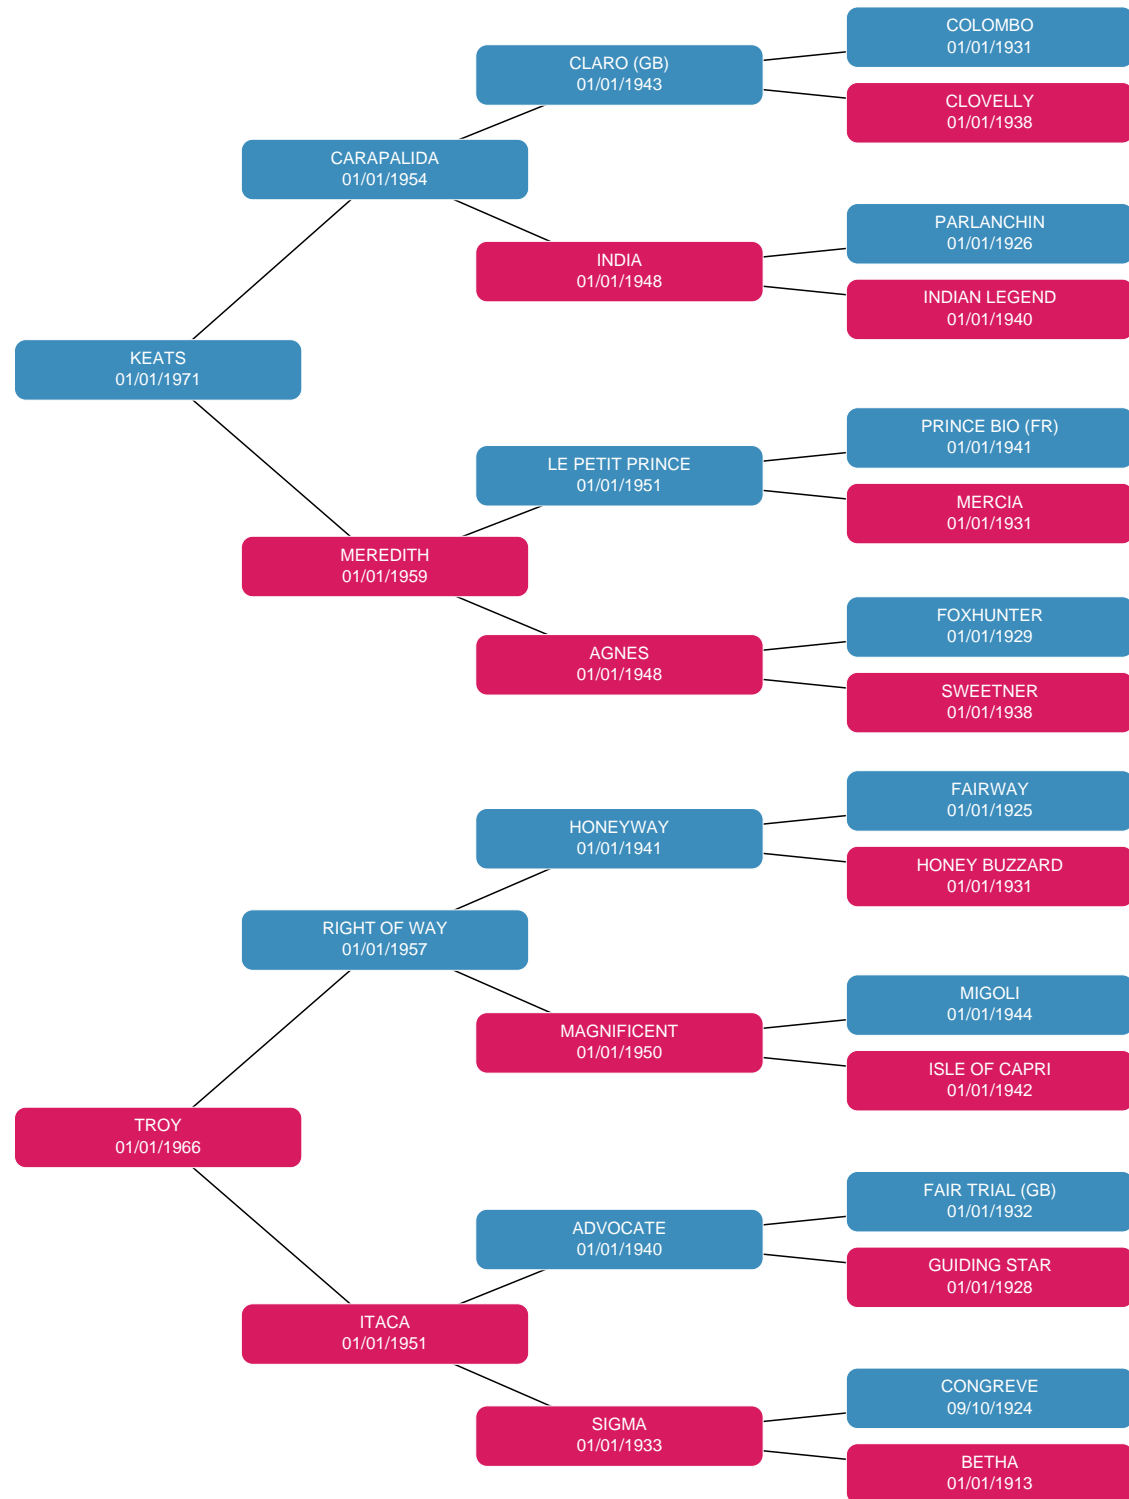 COLOMBO
01/01/1931
CLARO (GB)
01/01/1943
CLOVELLY
01/01/1938
CARAPALIDA
01/01/1954
PARLANCHIN
01/01/1926
INDIA
01/01/1948
INDIAN LEGEND
01/01/1940
KEATS
01/01/1971
PRINCE BIO (FR)
01/01/1941
LE PETIT PRINCE
01/01/1951
MERCIA
01/01/1931
MEREDITH
01/01/1959
FOXHUNTER
01/01/1929
AGNES
01/01/1948
SWEETNER
01/01/1938
FAIRWAY
01/01/1925
HONEYWAY
01/01/1941
HONEY BUZZARD
01/01/1931
RIGHT OF WAY
01/01/1957
MIGOLI
01/01/1944
MAGNIFICENT
01/01/1950
ISLE OF CAPRI
01/01/1942
TROY
01/01/1966
FAIR TRIAL (GB)
01/01/1932
ADVOCATE
01/01/1940
GUIDING STAR
01/01/1928
ITACA
01/01/1951
CONGREVE
09/10/1924
SIGMA
01/01/1933
BETHA
01/01/1913